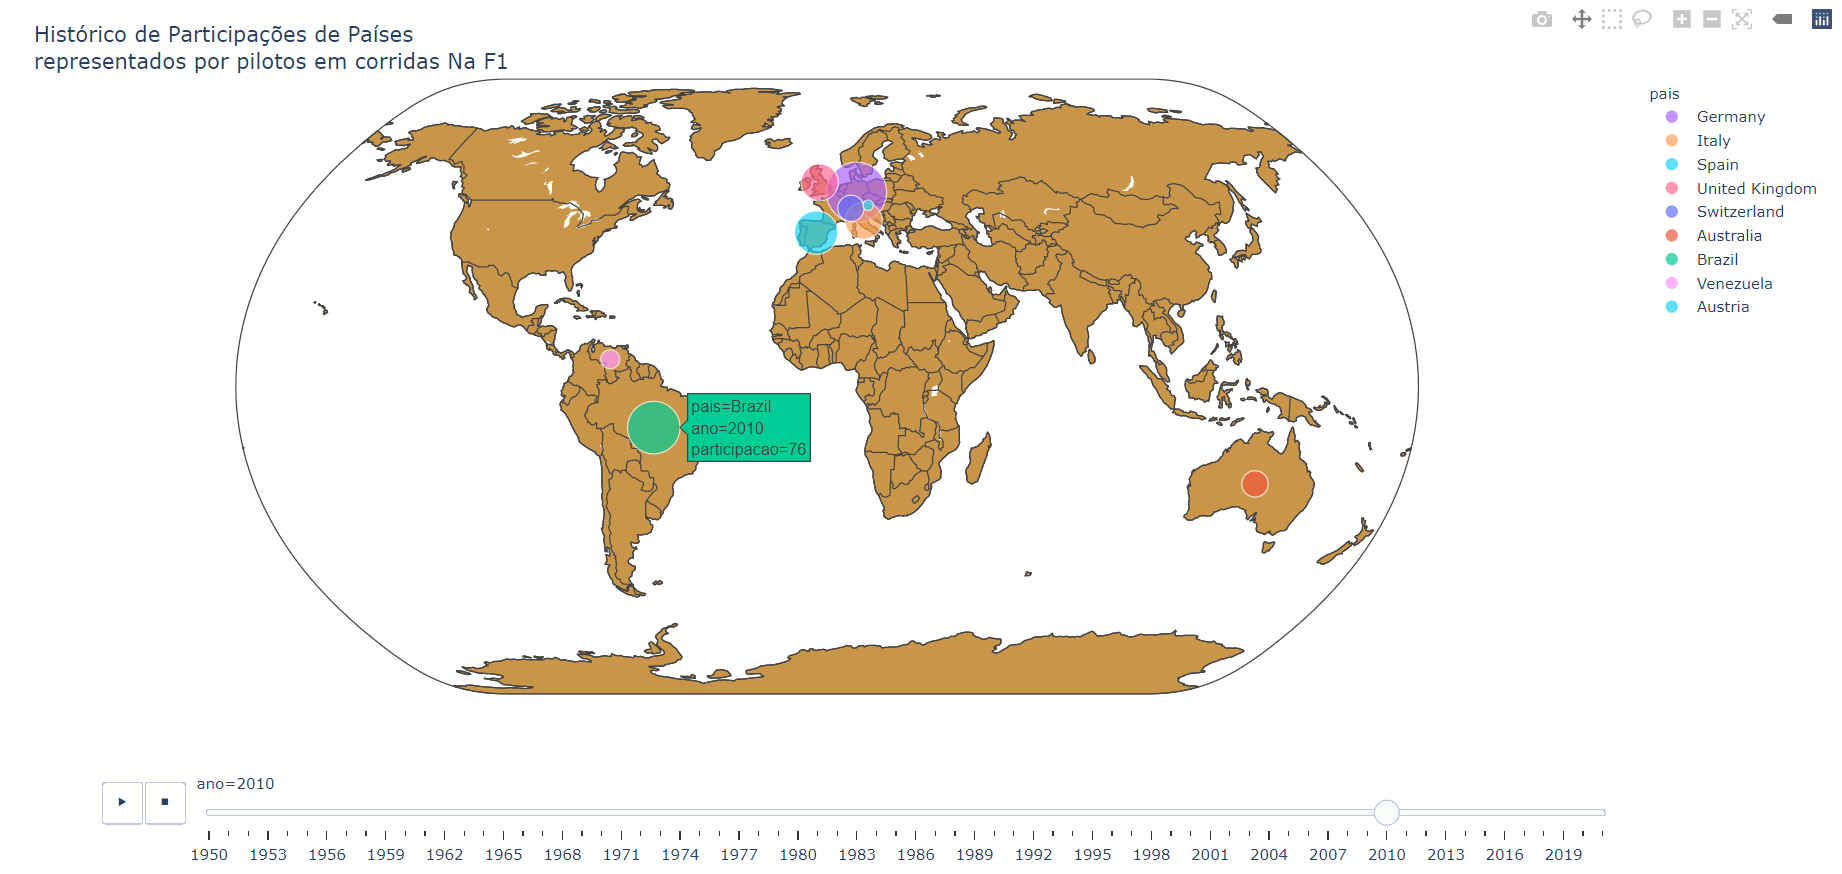 Histórico de Participações de Países
representados por pilotos em corridas Na F1
pais
Germany
Italy
Spain
United Kingdom
Switzerland
Australia
Brazil
Venezuela
Austria
pais=Brazil
ano=2010
participacao=76
ano=2010
1950 1953 1956 1959 1962 1965 1968 1971 1974 1977 1980 1983 1986 1989 1992 1995 1998 2001 2004 2007 2010 2013 2016 2019